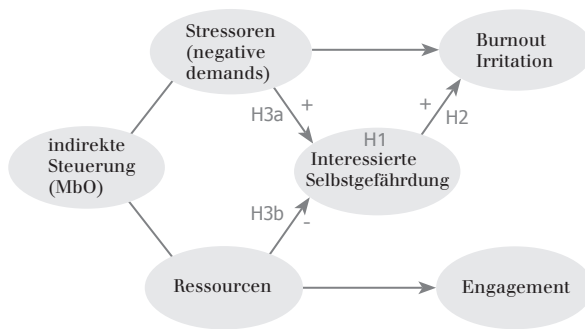 Stressoren
(negative
demands)
Burnout
Irritation
H3a
+
+
H2
H1
Interessierte
Selbstgefährdung
indirekte
Steuerung
(MbO)
H3b
-
Ressourcen
Engagement